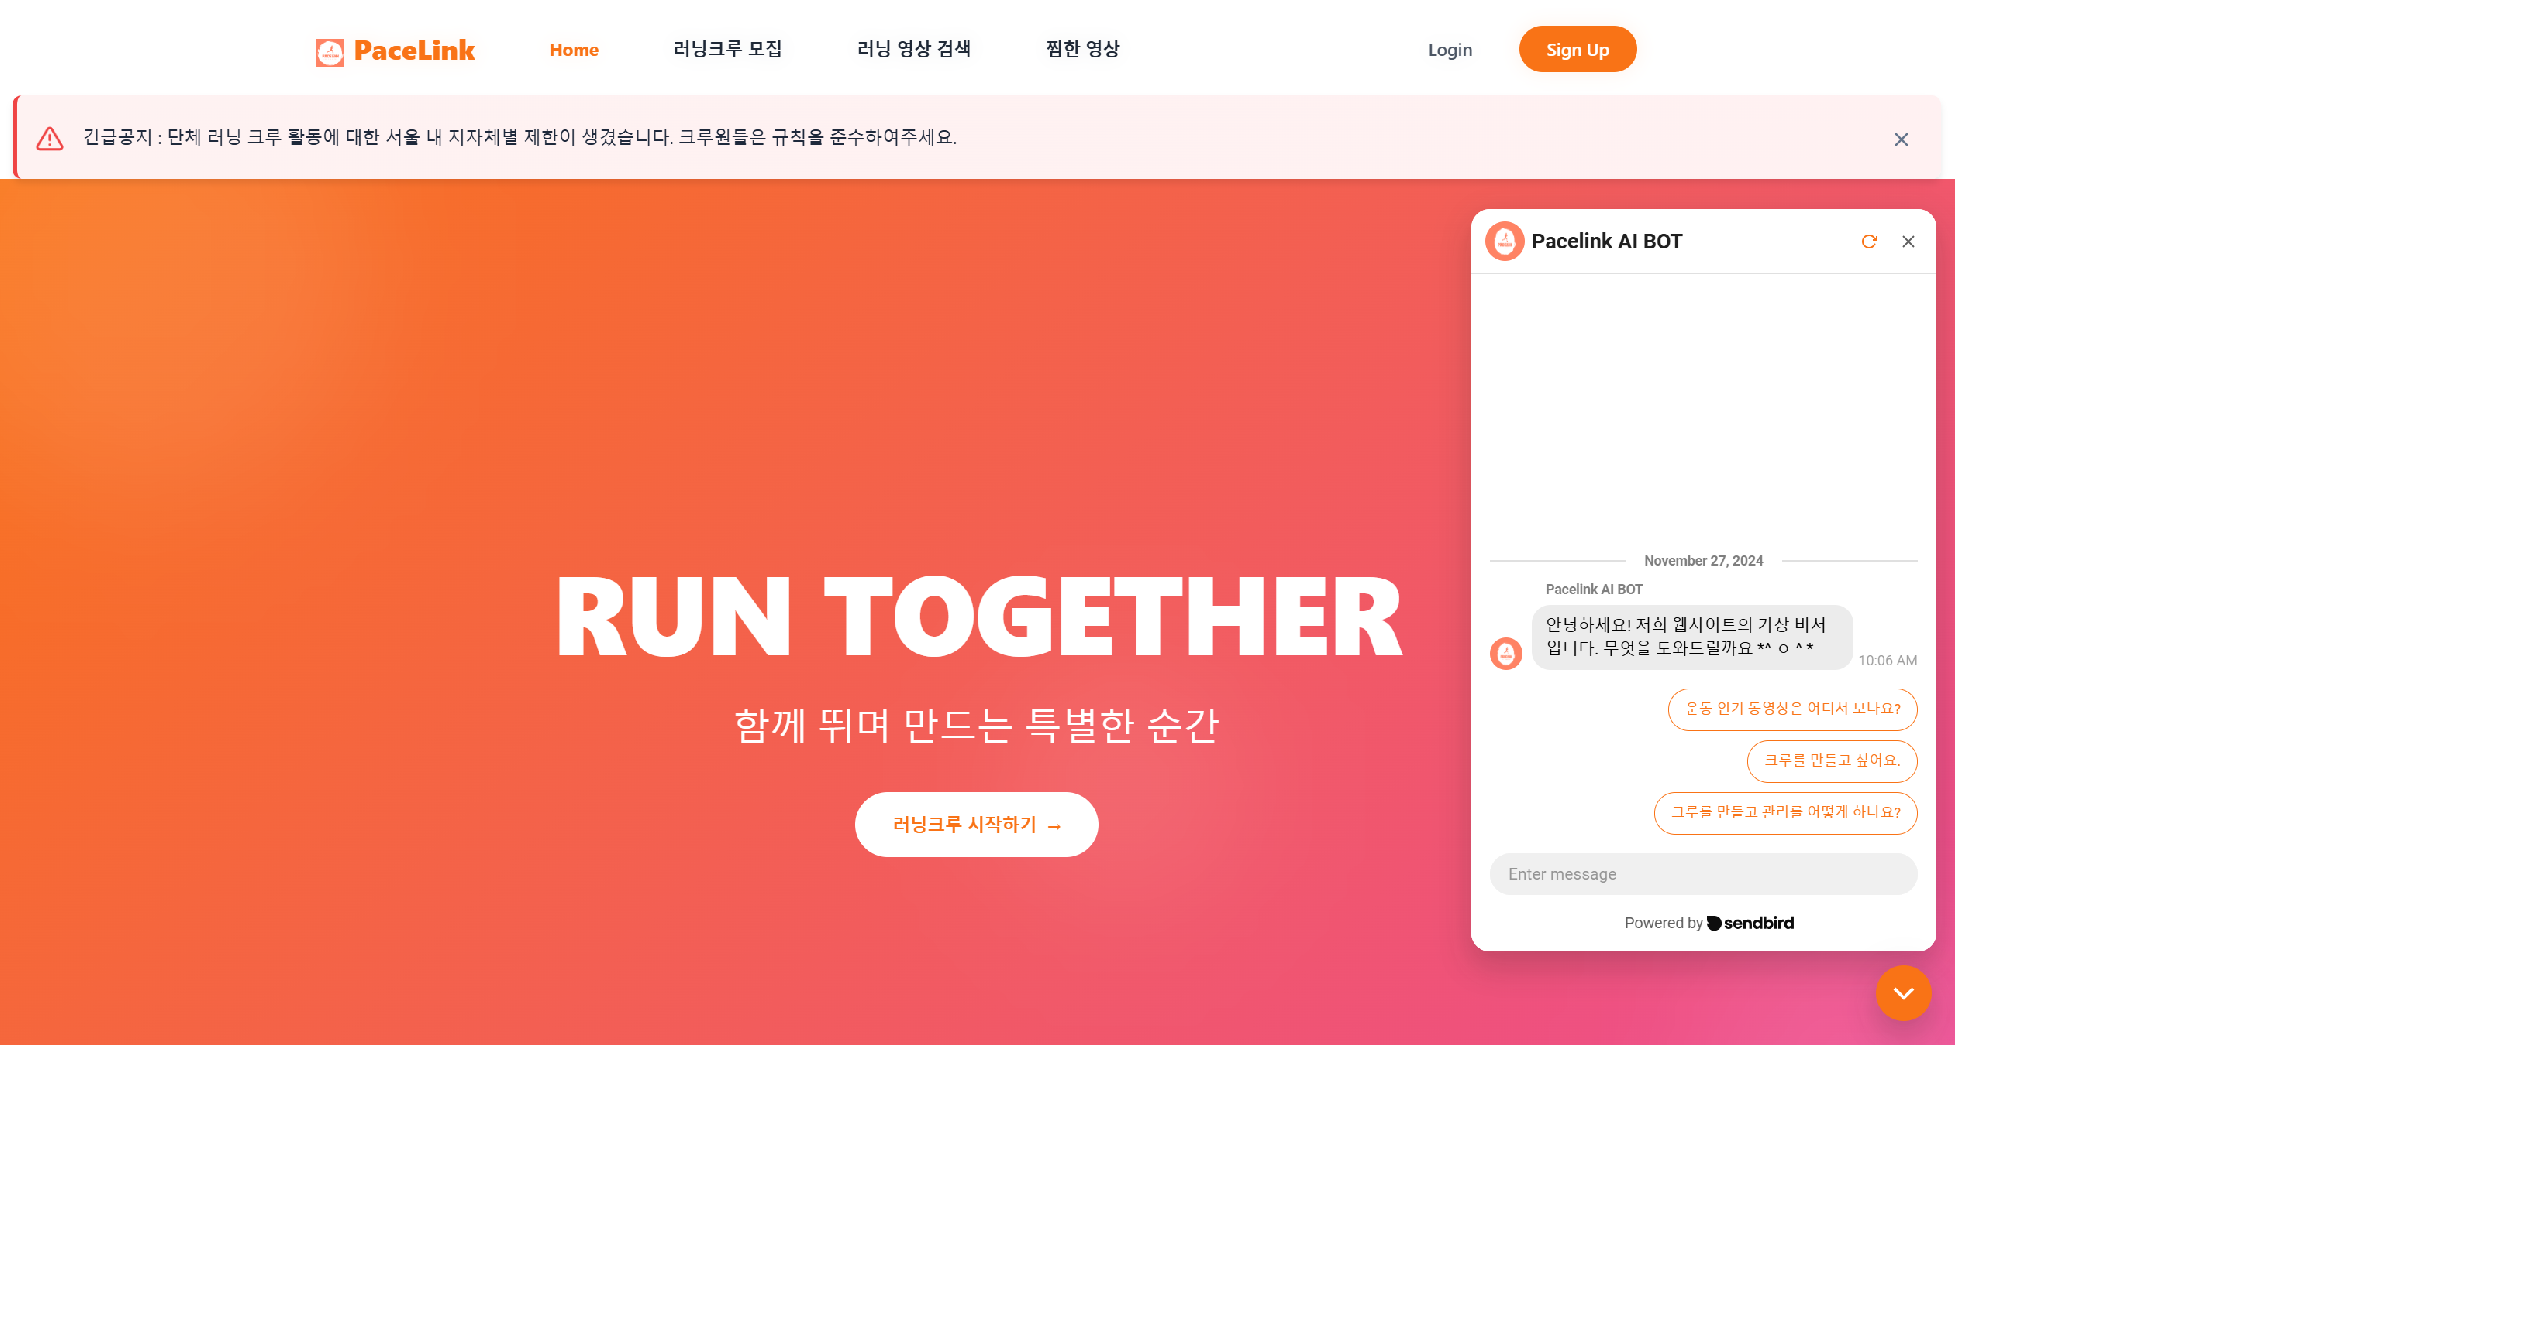 PaceLink
Home
러닝크루 모집
러닝 영상 검색
찜한 영상
Login
Sign Up
긴급공지 : 단체 러닝 크루 활동에 대한 서울 내 지자체별 제한이 생겼습니다. 크루원들은 규칙을 준수하여주세요.
Pacelink AI BOT
RUN TOGETHER
함께 뛰며 만드는 특별한 순간
러닝크루 시작하기 →
November 27, 2024
Pacelink AI BOT
안녕하세요! 저희 웹사이트의 가상 비서
입니다. 무엇을 도와드릴까요 *^ ㅇ ^ *
10:06 AM
운동 인기 동영상은 어디서 보나요?
크루를 만들고 싶어요.
그루를 만들고 관리를 어떻게 하나요?
Enter message
Powered by sendbird